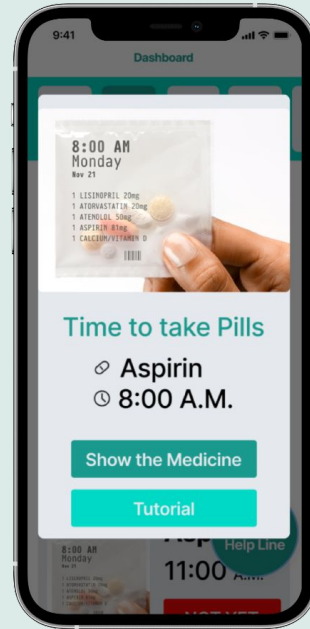 9:41
Dashboard
8:00 AM
Monday
Nov 21
1 LISINOPRIL 20mg
1 ATORVASTATIN 20mg
1 ATENOLOL 50mg
1 ASPIRIN 81mg
1 CALCIUM/VITAMIN D
Time to take Pills
Aspirin
8:00 A.M.
Show the Medicine
Tutorial
Help Line
8:00 AM
Monday
Nov 21
11:00 A.M.
NOT YET